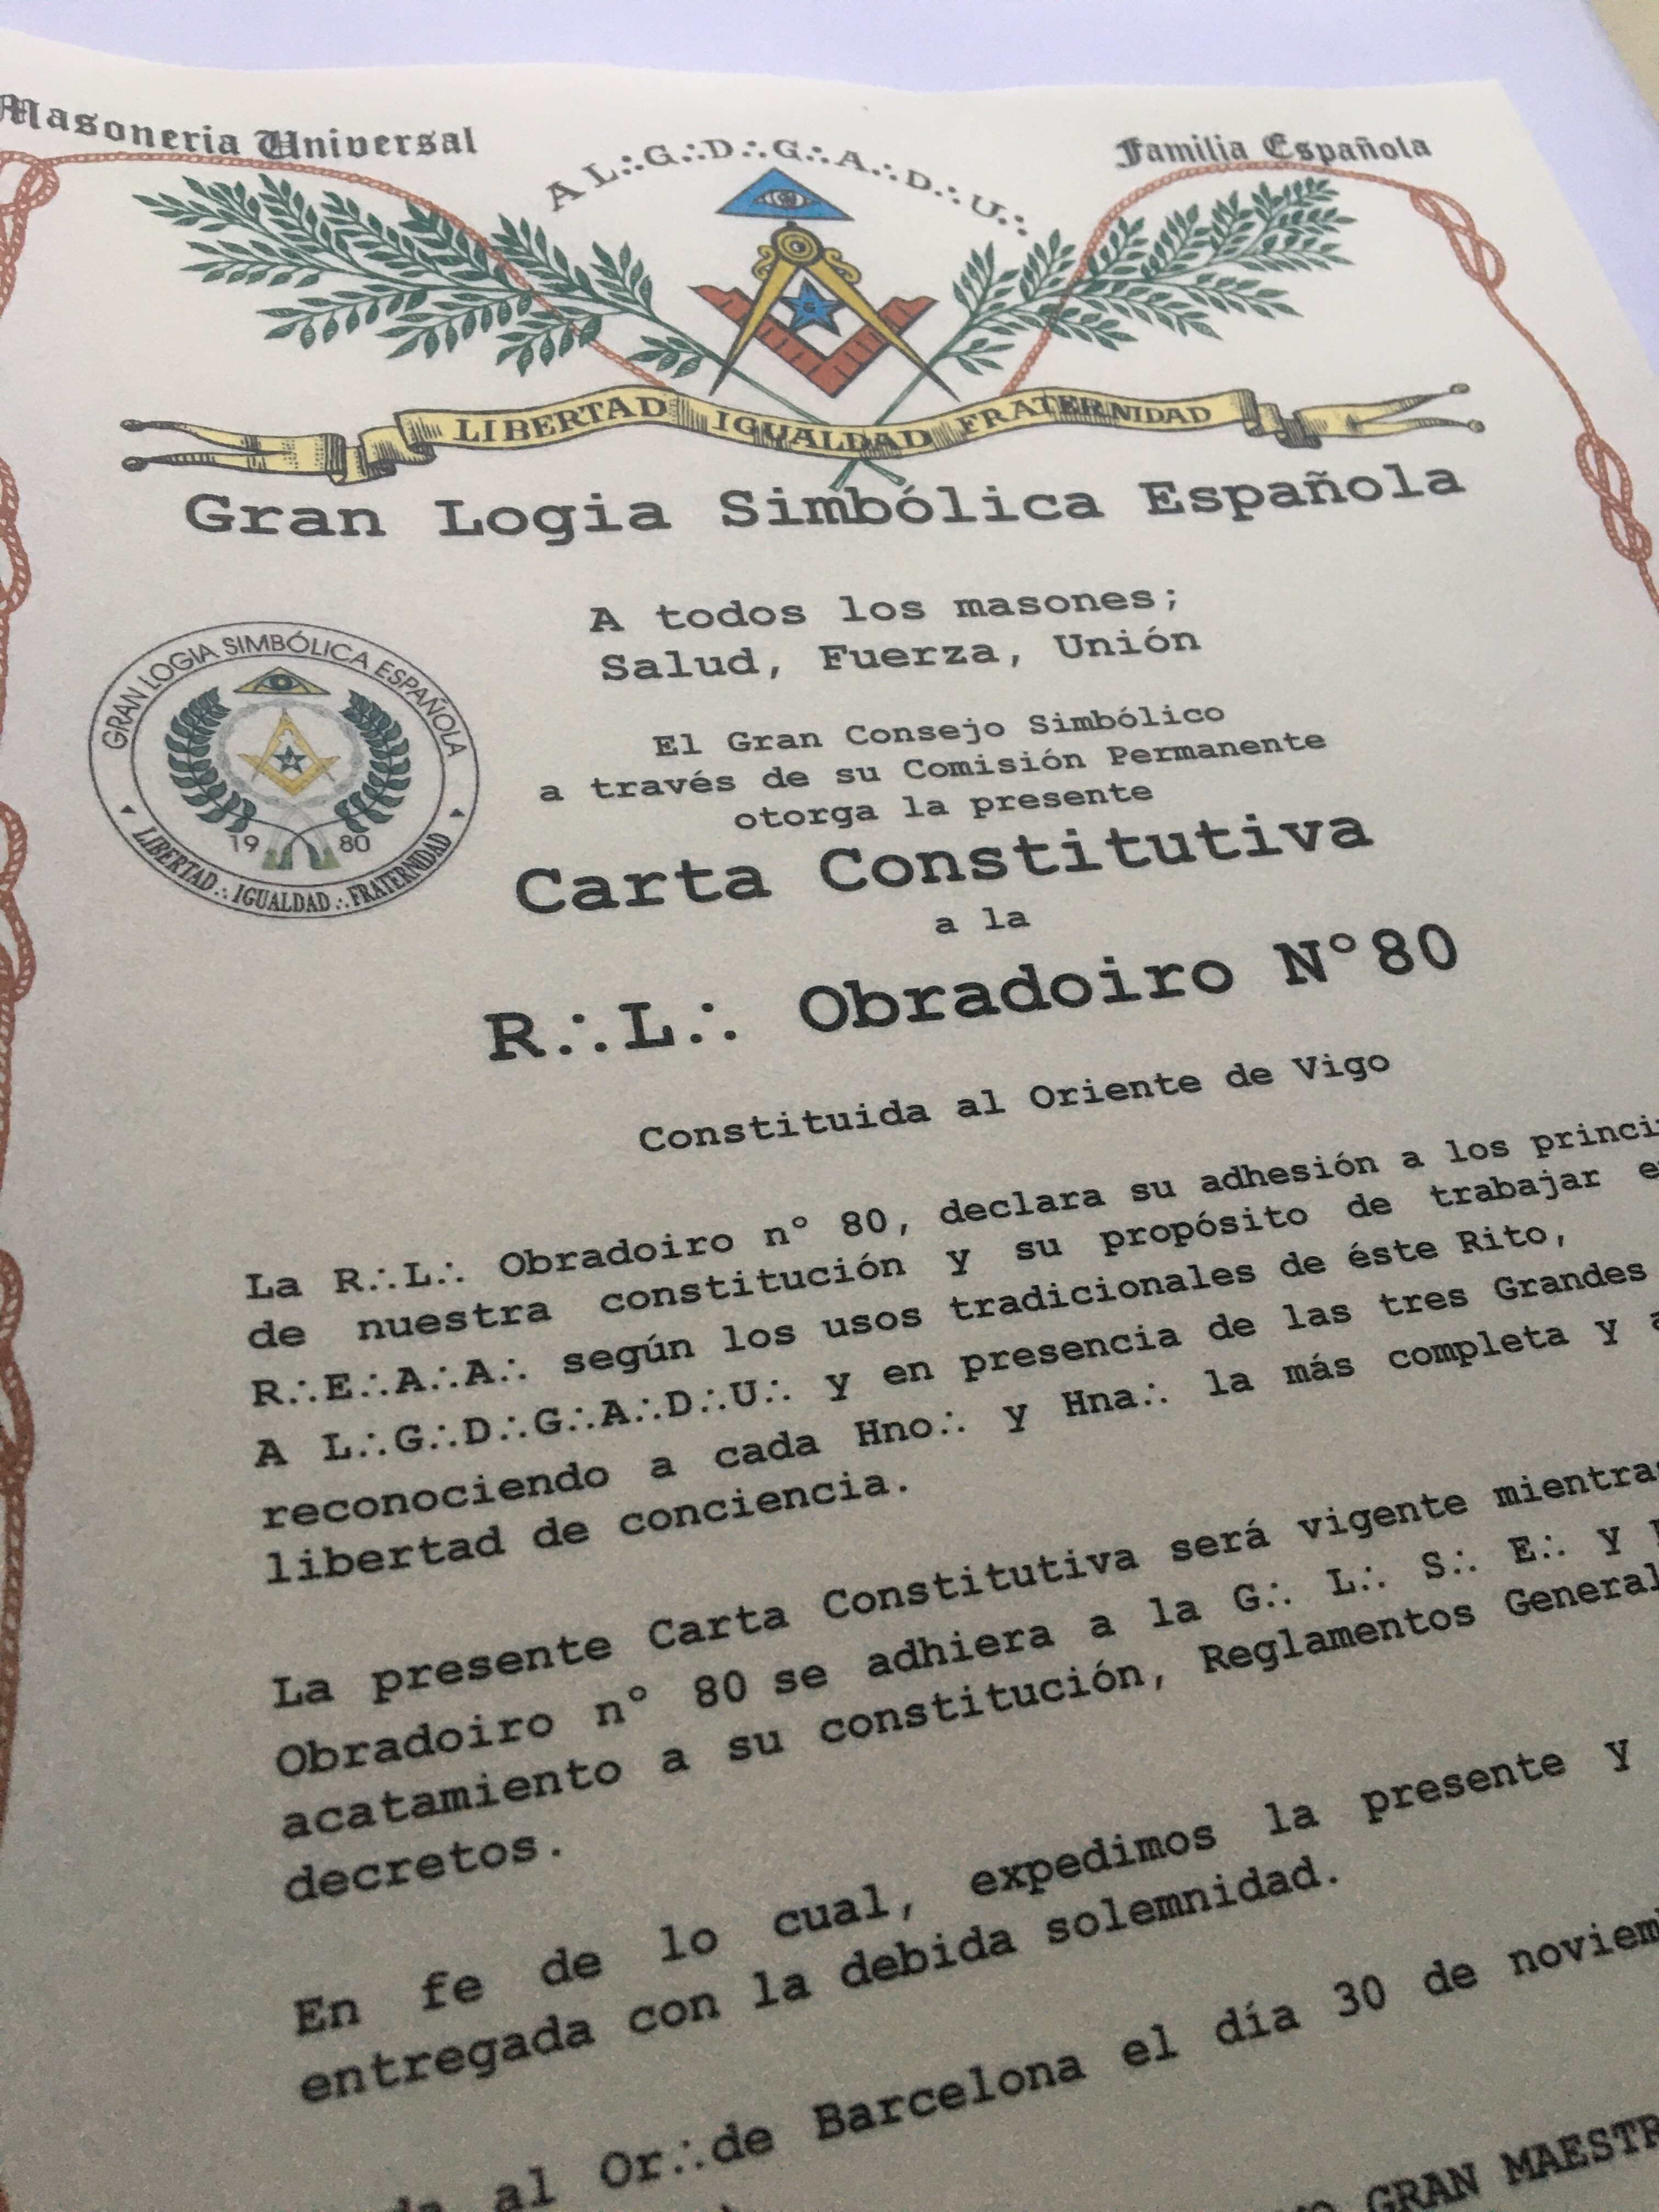 Masoneria Universal
Familia Española
A L∴G∴D∴G∴A∴D∴U∴
LIBERTAD IGUALDAD FRATERNIDAD
Gran Logia Simbólica Española
A todos los masones;
Salud, Fuerza, Unión
GRAN LOGIA SIMBÓLICA ESPAÑOLA
19 80
LIBERTAD ∴ IGUALDAD ∴ FRATERNIDAD
El Gran Consejo Simbólico
a través de su Comisión Permanente
otorga la presente
Carta Constitutiva
a la
R∴L∴ Obradoiro Nº80
Constituida al Oriente de Vigo
La R∴L∴ Obradoiro nº 80, declara su adhesión a los
de nuestra constitución y su propósito de trabajar
R∴E∴A∴A∴ según los usos tradicionales de éste Rito,
A L∴G∴D∴G∴A∴D∴U∴ y en presencia de las tres Grandes
reconociendo a cada Hno∴ y Hna∴ la más completa y
libertad de conciencia.
La presente Carta Constitutiva será vigente
Obradoiro nº 80 se adhiera a la G∴ L∴ S∴ E∴ y
acatamiento a su constitución, Reglamentos
decretos.
En fe de lo cual, expedimos la presente y
entregada con la debida solemnidad.
al Or∴de Barcelona el día 30 de
GRAN